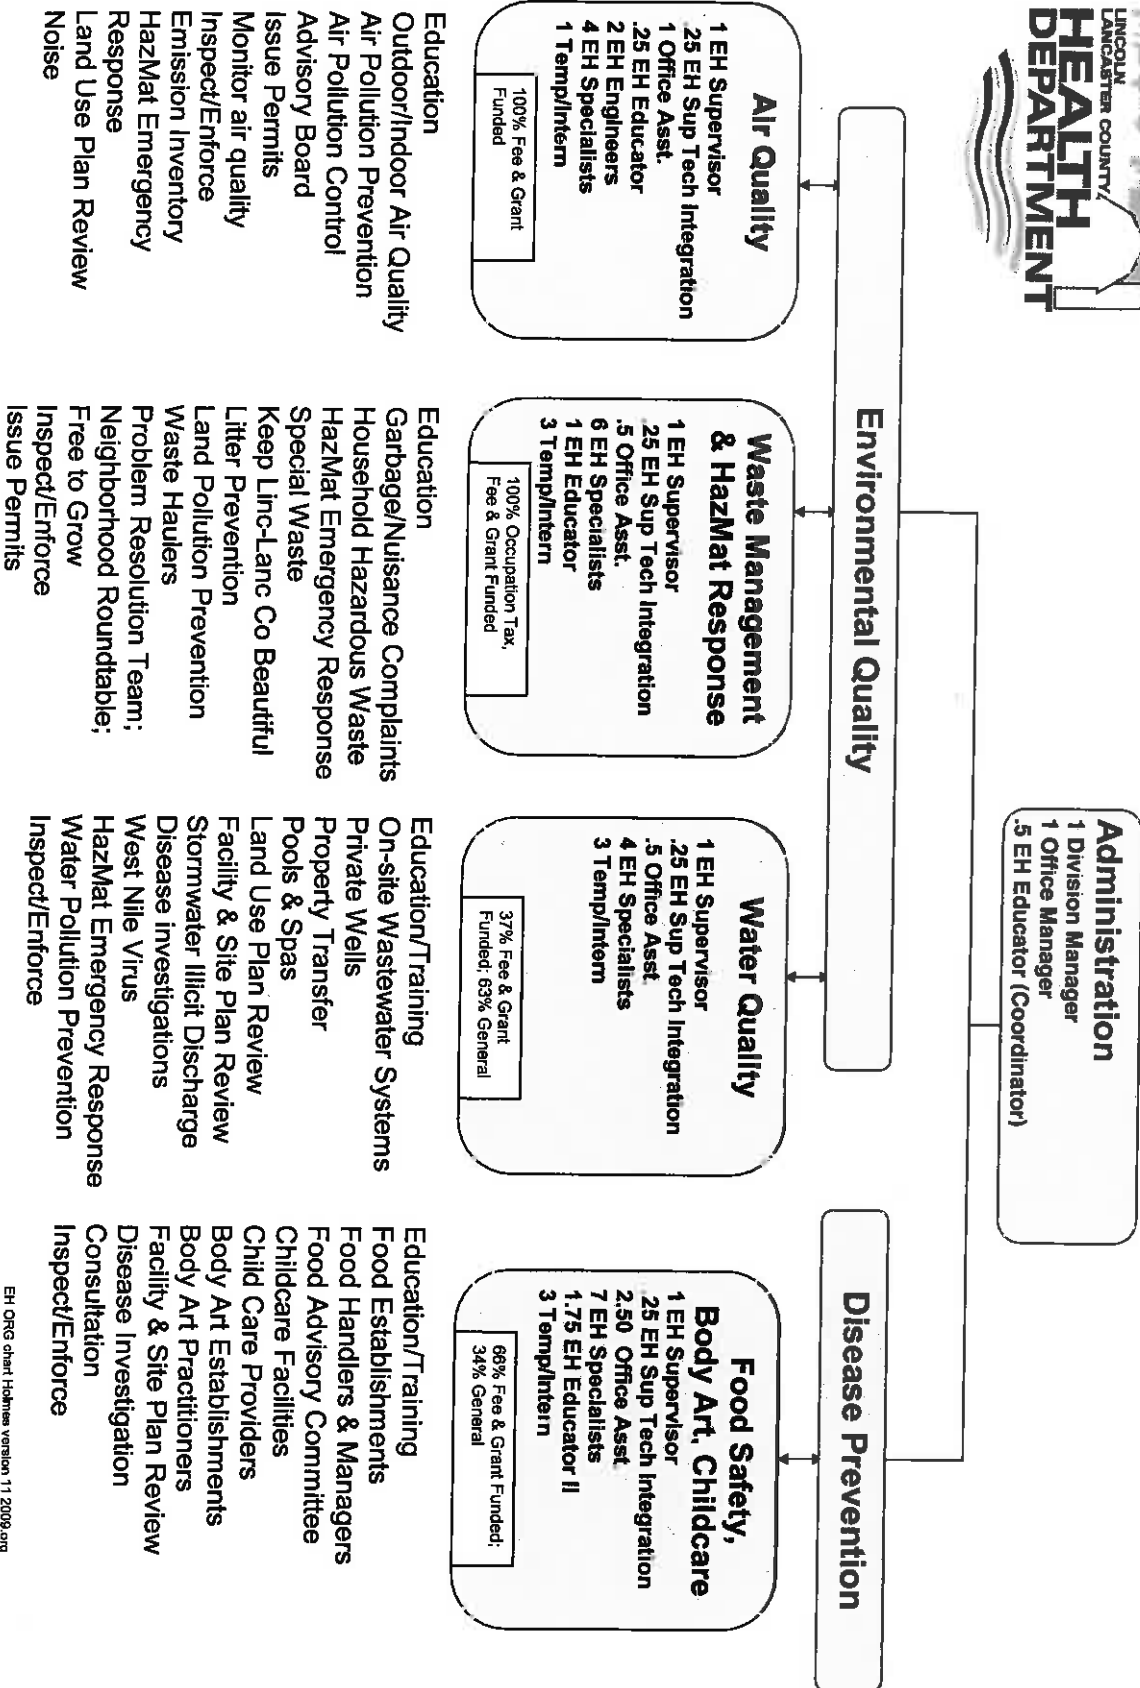 LINCOLN
LANCASTER COUNTY
HEALTH
DEPARTMENT
Administration
1 Division Manager
1 Office Manager
.5 EH Educator (Coordinator)
Environmental Quality
Disease Prevention
Air Quality
1 EH Supervisor
.25 EH Sup Tech Integration
1 Office Asst.
.25 EH Educator
2 EH Engineers
4 EH Specialists
1 Temp/Intern
100% Fee & Grant
Funded
Education
Outdoor/Indoor Air Quality
Air Pollution Prevention
Air Pollution Control
Advisory Board
Issue Permits
Monitor air quality
Inspect/Enforce
Emission Inventory
HazMat Emergency
Response
Land Use Plan Review
Noise
Waste Management
& HazMat Response
1 EH Supervisor
.25 EH Sup Tech Integration
.5 Office Asst.
6 EH Specialists
1 EH Educator
3 Temp/Intern
100% Occupation Tax,
Fee & Grant Funded
Education
Garbage/Nuisance Complaints
Household Hazardous Waste
HazMat Emergency Response
Special Waste
Keep Linc-Lanc Co Beautiful
Litter Prevention
Land Pollution Prevention
Waste Haulers
Problem Resolution Team;
Neighborhood Roundtable;
Free to Grow
Inspect/Enforce
Issue Permits
Water Quality
1 EH Supervisor
.25 EH Sup Tech Integration
.5 Office Asst.
4 EH Specialists
3 Temp/Intern
37% Fee & Grant
Funded; 63% General
Education/Training
On-site Wastewater Systems
Private Wells
Property Transfer
Pools & Spas
Land Use Plan Review
Facility & Site Plan Review
Stormwater Illicit Discharge
Disease investigations
West Nile Virus
HazMat Emergency Response
Water Pollution Prevention
Inspect/Enforce
Food Safety,
Body Art, Childcare
1 EH Supervisor
.25 EH Sup Tech Integration
2.50 Office Asst.
7 EH Specialists
1.75 EH Educator II
3 Temp/Intern
66% Fee & Grant Funded;
34% General
Education/Training
Food Establishments
Food Handlers & Managers
Food Advisory Committee
Childcare Facilities
Child Care Providers
Body Art Establishments
Body Art Practitioners
Facility & Site Plan Review
Disease Investigation
Consultation
Inspect/Enforce
EH ORG chart Holmes version 11 2009.org